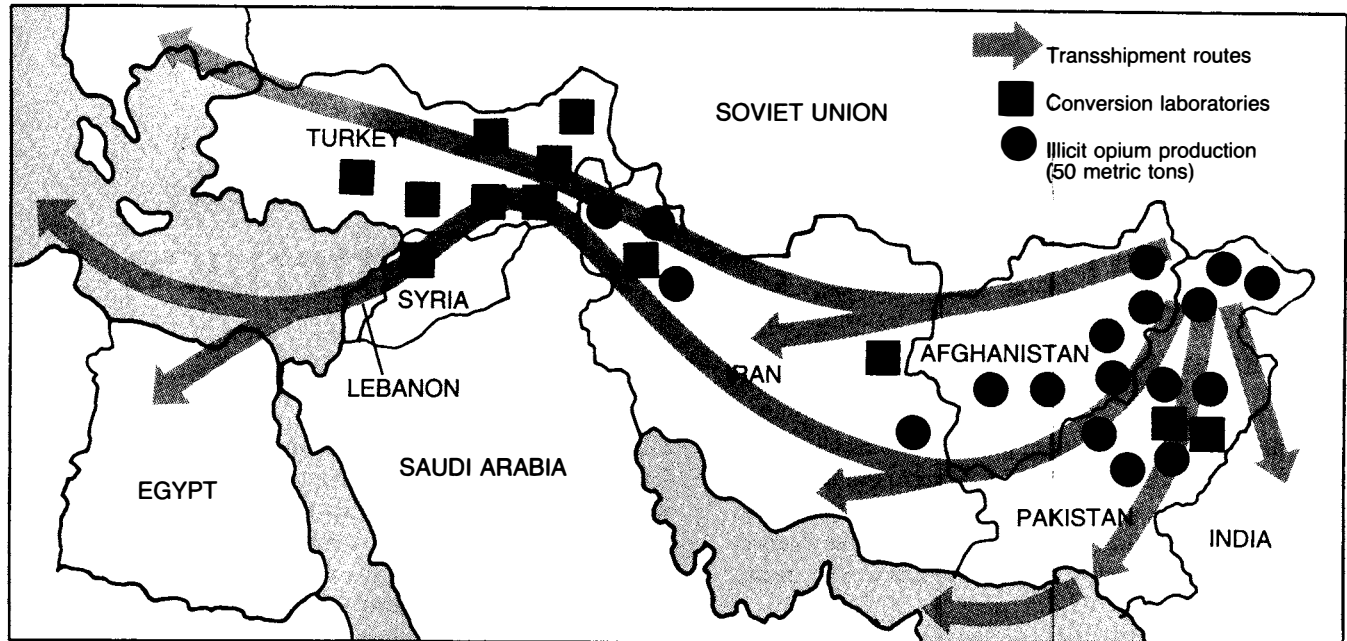 Transshipment routes
SOVIET UNION
Conversion laboratories
TURKEY
Illicit opium production
(50 metric tons)
SYRIA
AFGHANISTAN
IRAN
LEBANON
SAUDI ARABIA
EGYPT
PAKISTAN
INDIA